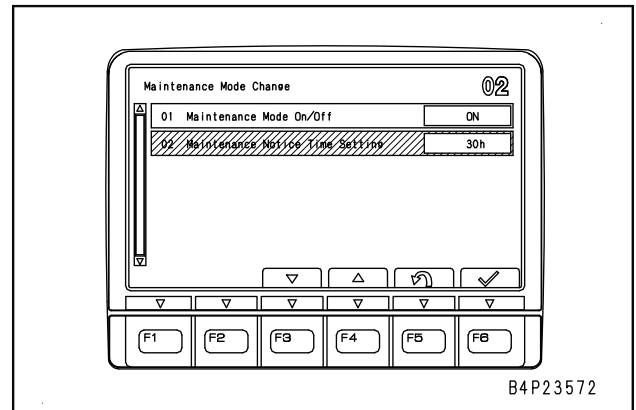 Maintenance Mode Change 02
01 Maintenance Mode On/Off ON
02 Maintenance Notice Time Setting 30h
F1 F2 F3 F4 F5 F6
B4P23572